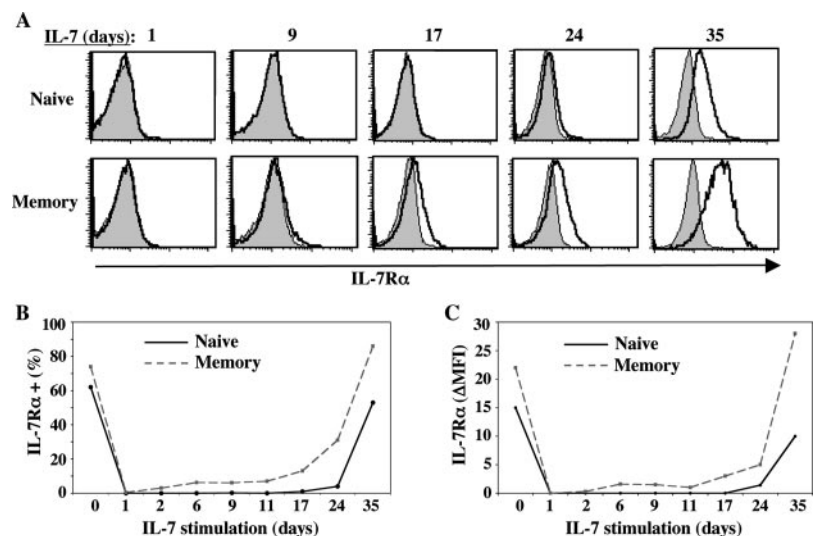 A
IL-7 (days): 1 9 17 24 35
Naive
Memory
IL-7Rα
B
100
80
60
40
20
0
IL-7Rα + (%)
Naive
Memory
0 1 2 6 9 11 17 24 35
IL-7 stimulation (days)
C
30
25
20
15
10
5
0
IL-7Rα (ΔMFI)
Naive
Memory
0 1 2 6 9 11 17 24 35
IL-7 stimulation (days)